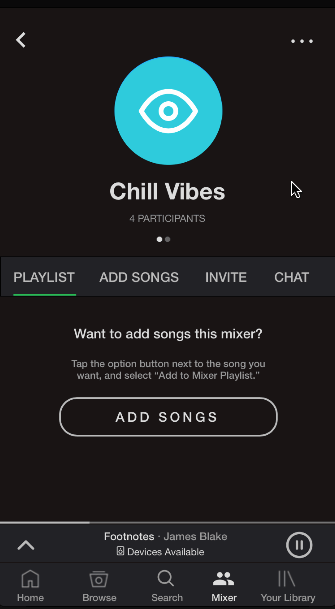 Chill Vibes
4 PARTICIPANTS
PLAYLIST ADD SONGS INVITE CHAT
Want to add songs this mixer?
Tap the option button next to the song you
want, and select “Add to Mixer Playlist.”
ADD SONGS
Footnotes · James Blake
Devices Available
Home Browse Search Mixer Your Library